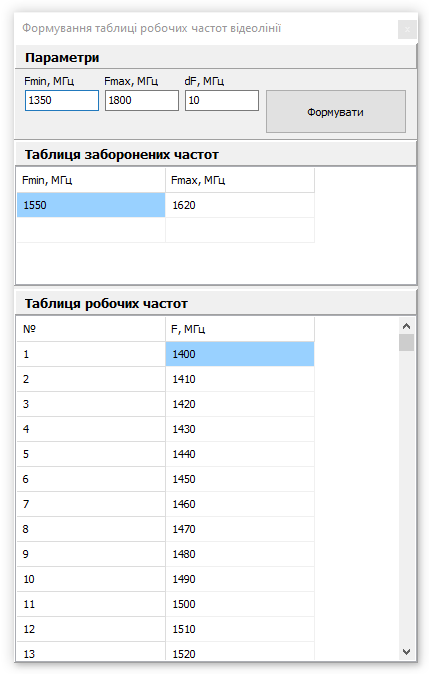 Формування таблиці робочих частот відеолінії
Параметри
Fmin, МГц Fmax, МГц dF, МГц
1350 1800 10
Формувати
Таблиця заборонених частот
Fmin, МГц Fmax, МГц
1550 1620
Таблиця робочих частот
№ F, МГц
1 1400
2 1410
3 1420
4 1430
5 1440
6 1450
7 1460
8 1470
9 1480
10 1490
11 1500
12 1510
13 1520